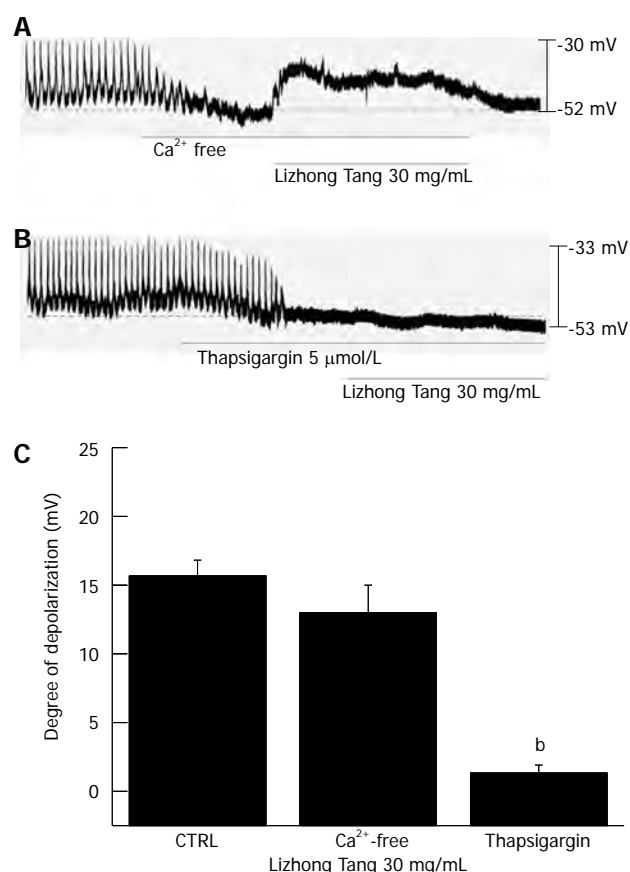 A
-30 mV
-52 mV
Ca²⁺ free
Lizhong Tang 30 mg/mL
B
-33 mV
-53 mV
Thapsigargin 5 μmol/L
Lizhong Tang 30 mg/mL
C
Degree of depolarization (mV)
25
20
15
10
5
0
b
CTRL Ca²⁺-free Thapsigargin
Lizhong Tang 30 mg/mL